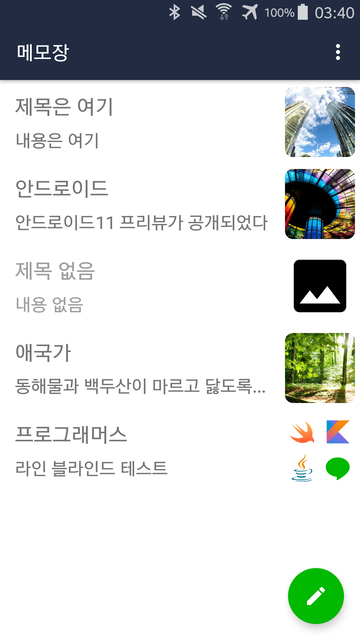 100% 03:40
메모장
제목은 여기
내용은 여기
안드로이드
안드로이드11 프리뷰가 공개되었다
제목 없음
내용 없음
애국가
동해물과 백두산이 마르고 닳도록...
프로그래머스
라인 블라인드 테스트